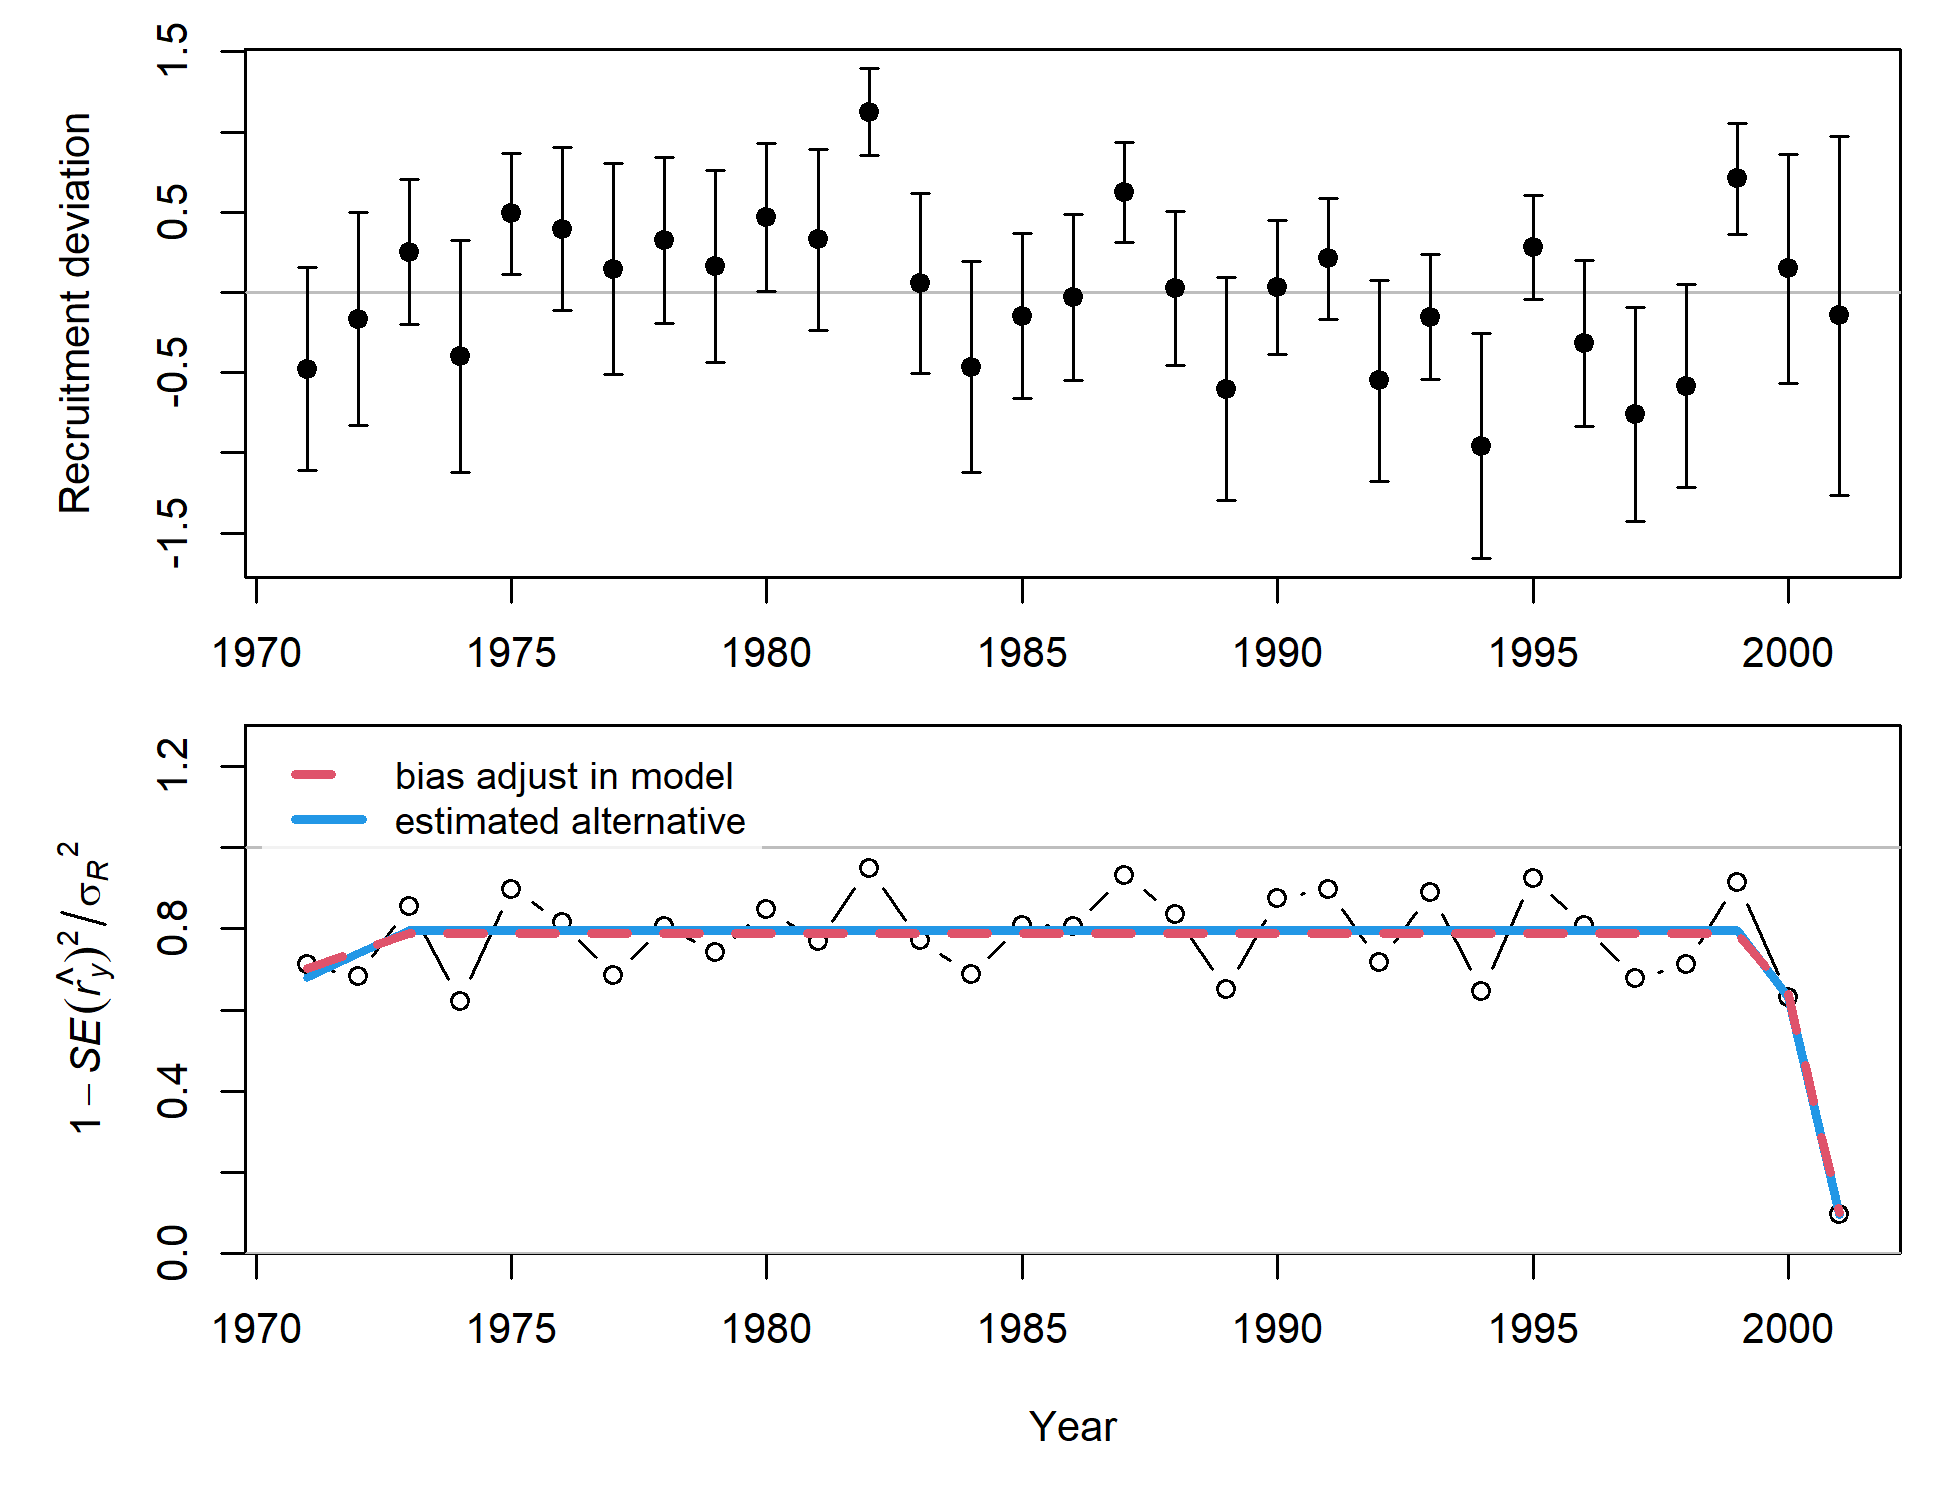 Recruitment deviation
1.5
0.5
-0.5
-1.5
1970 1975 1980 1985 1990 1995 2000
bias adjust in model
estimated alternative
1 − SE(r̂_y)² / σ_R²
1.2
0.8
0.4
0.0
1970 1975 1980 1985 1990 1995 2000
Year